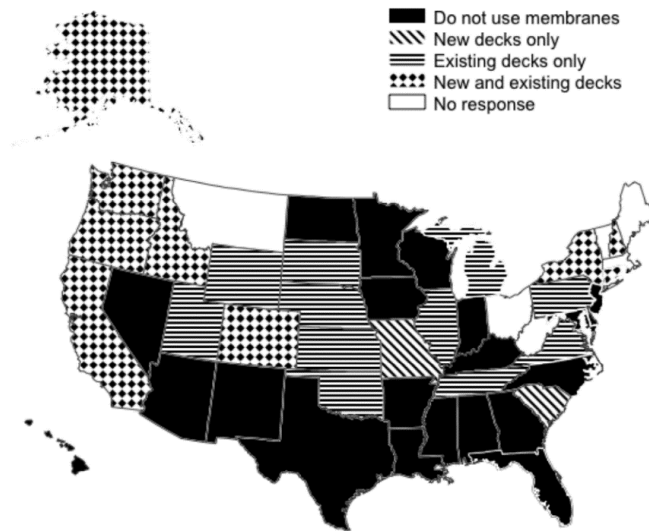 Do not use membranes
New decks only
Existing decks only
New and existing decks
No response